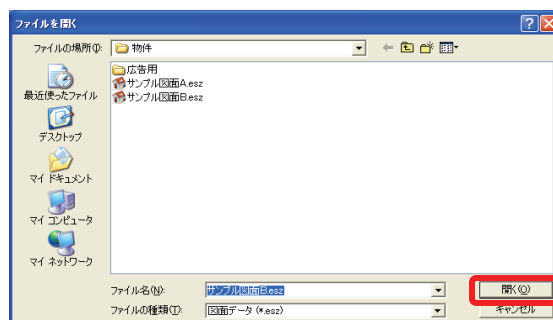 ファイルを開く
ファイルの場所(I):
物件
広告用
サンプル図面A.esz
サンプル図面B.esz
最近使ったファイル
デスクトップ
マイ ドキュメント
マイ コンピュータ
マイ ネットワーク
ファイル名(N):
サンプル図面B.esz
開く(O)
ファイルの種類(T):
図面データ (*.esz)
キャンセル